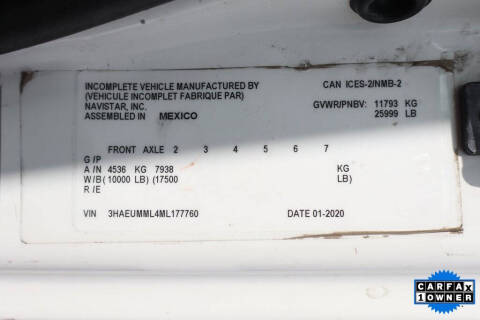 INCOMPLETE VEHICLE MANUFACTURED BY
(VEHICULE INCOMPLET FABRIQUE PAR)
NAVISTAR, INC.
ASSEMBLED IN MEXICO
CAN ICES-2/NMB-2
GVWR/PNBV: 11793 KG
25999 LB
FRONT AXLE 2 3 4 5 6 7
G/P
A/N 4536 KG 7938 KG
W/B(10000 LB)(17500 LB)
R/E
VIN 3HAEUMML4ML177760 DATE 01-2020
CARFAX
1 OWNER